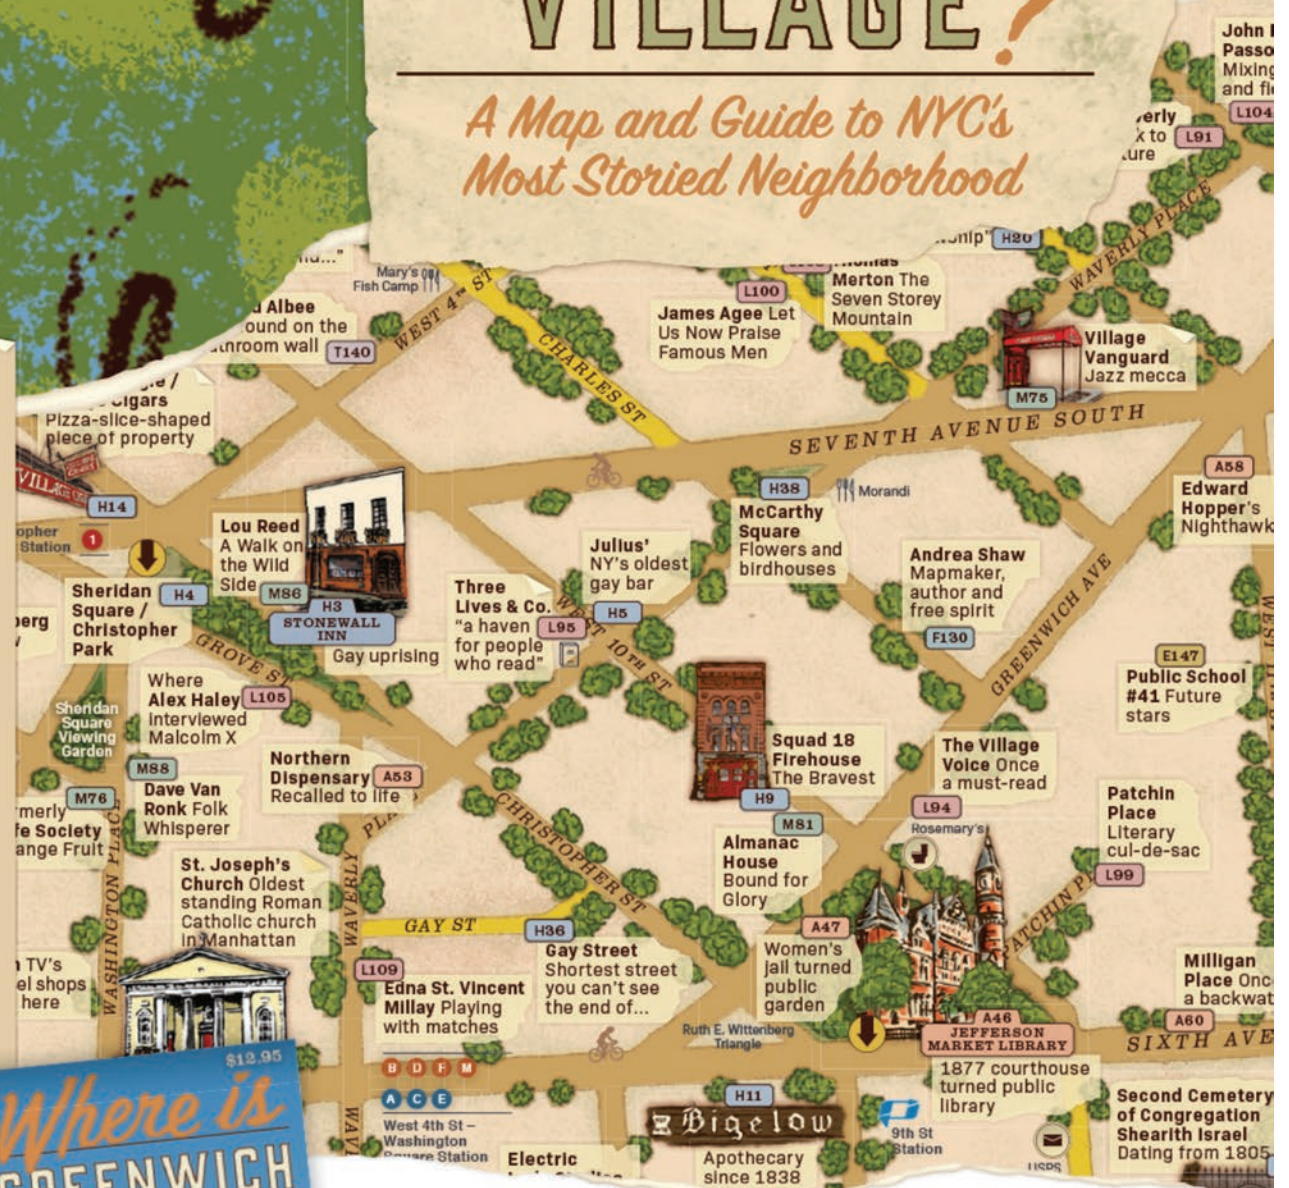 VILLAGE?
A Map and Guide to NYC's
Most Storied Neighborhood
John
Passo
Mixing
and
L104
L91
WAVERLY PLACE
H20
Mary's
Fish Camp
WEST 4TH ST
Albee
on the
wall
T140
CHARLES ST
L100
James Agee Let
Us Now Praise
Famous Men
Thomas
Merton The
Seven Storey
Mountain
Village
Vanguard
Jazz mecca
M75
SEVENTH AVENUE SOUTH
Cigars
Pizza-slice-shaped
piece of property
VILLAGE
H14
Station
1
Lou Reed
A Walk on
the Wild
Side
M86
H3
STONEWALL
INN
Gay uprising
Sheridan
Square /
Christopher
Park
H4
GROVE ST
Three
Lives & Co.
"a haven
for people
who read"
L95
Julius'
NY's oldest
gay bar
H5
WEST 10TH ST
H38
McCarthy
Square
Flowers and
birdhouses
Morandi
Andrea Shaw
Mapmaker,
author and
free spirit
F130
GREENWICH AVE
A58
Edward
Hopper's
Nighthawk
E147
Public School
#41 Future
stars
WEST
Sheridan
Square
Viewing
Garden
Where
Alex Haley
interviewed
Malcolm X
L105
M88
Dave Van
Ronk Folk
Whisperer
M76
Society
Fruit
Northern
Dispensary
Recalled to life
A53
WAVERLY
WASHINGTON PLACE
CHRISTOPHER ST
Squad 18
Firehouse
The Bravest
H9
M81
Almanac
House
Bound for
Glory
The Village
Voice Once
a must-read
L94
Rosemary's
Patchin
Place
Literary
cul-de-sac
L99
PATCHIN
St. Joseph's
Church Oldest
standing Roman
Catholic church
in Manhattan
GAY ST
H36
Gay Street
Shortest street
you can't see
the end of...
L109
Edna St. Vincent
Millay Playing
with matches
A47
Women's
jail turned
public
garden
TV's
shops
here
Milligan
Place
a
A60
SIXTH AVE
Ruth E. Wittenberg
Triangle
A46
JEFFERSON
MARKET LIBRARY
1877 courthouse
turned public
library
B D F M
A C E
West 4th St –
Washington
Square Station
H11
Bigelow
Apothecary
since 1838
Electric
9th St
Station
USPS
Second Cemetery
of Congregation
Shearith Israel
Dating from 1805
$12.95
Where is
GREENWICH